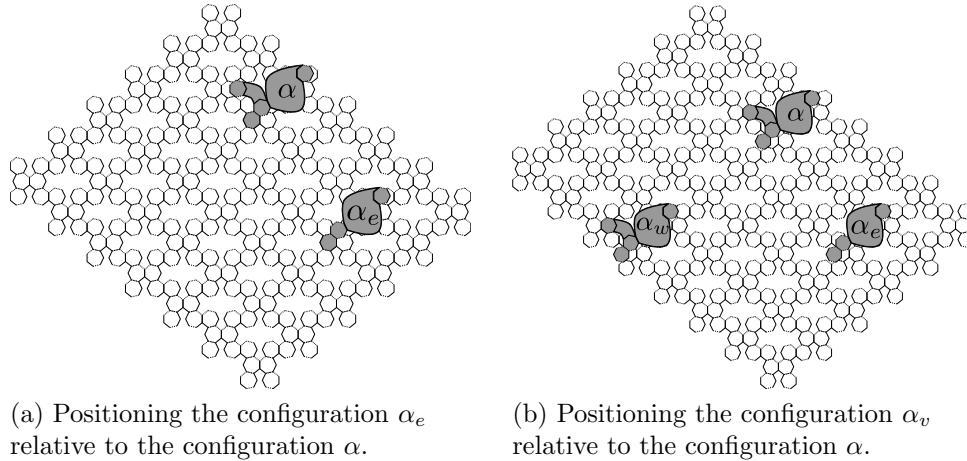 α
α_e
(a) Positioning the configuration α_e
relative to the configuration α.
α
α_w
α_e
(b) Positioning the configuration α_v
relative to the configuration α.